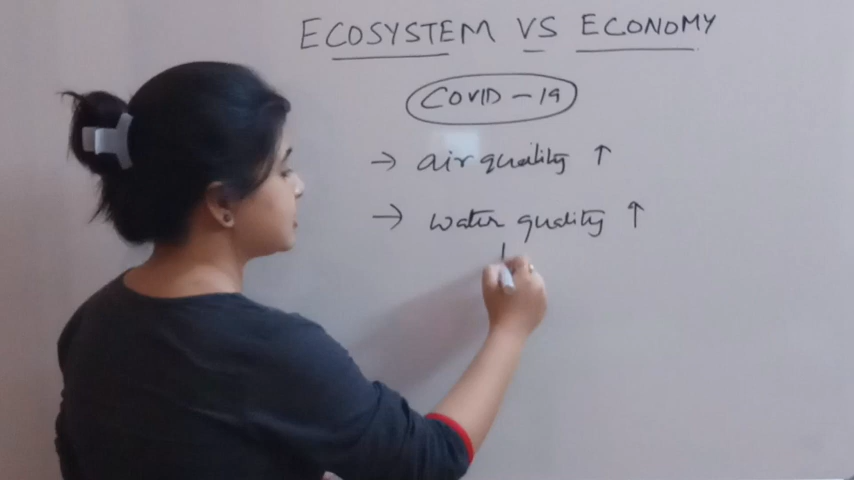 ECOSYSTEM VS ECONOMY
COVID-19
→ air quality ↑
→ water quality ↑